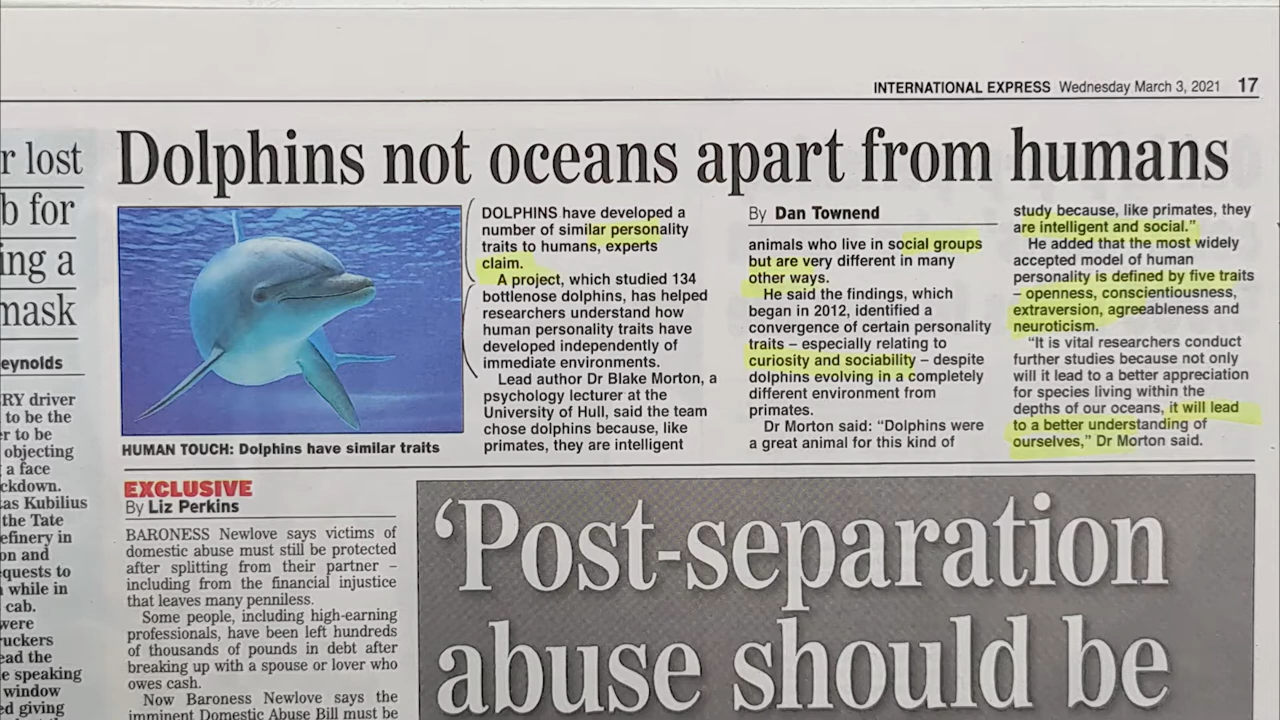 INTERNATIONAL EXPRESS Wednesday March 3, 2021 17
r lost
b for
ing a
mask
eynolds
RY driver
to be the
er to be
objecting
a face
ckdown.
as Kubilius
the Tate
efinery in
on and
quests to
while in
cab.
were
ruckers
ead the
e speaking
window
ed giving
Dolphins not oceans apart from humans
HUMAN TOUCH: Dolphins have similar traits
DOLPHINS have developed a
number of similar personality
traits to humans, experts
claim.
A project, which studied 134
bottlenose dolphins, has helped
researchers understand how
human personality traits have
developed independently of
immediate environments.
Lead author Dr Blake Morton, a
psychology lecturer at the
University of Hull, said the team
chose dolphins because, like
primates, they are intelligent
By Dan Townend
animals who live in social groups
but are very different in many
other ways.
He said the findings, which
began in 2012, identified a
convergence of certain personality
traits – especially relating to
curiosity and sociability – despite
dolphins evolving in a completely
different environment from
primates.
Dr Morton said: “Dolphins were
a great animal for this kind of
study because, like primates, they
are intelligent and social.”
He added that the most widely
accepted model of human
personality is defined by five traits
– openness, conscientiousness,
extraversion, agreeableness and
neuroticism.
“It is vital researchers conduct
further studies because not only
will it lead to a better appreciation
for species living within the
depths of our oceans, it will lead
to a better understanding of
ourselves,” Dr Morton said.
EXCLUSIVE
By Liz Perkins
BARONESS Newlove says victims of
domestic abuse must still be protected
after splitting from their partner –
including from the financial injustice
that leaves many penniless.
Some people, including high-earning
professionals, have been left hundreds
of thousands of pounds in debt after
breaking up with a spouse or lover who
owes cash.
Now Baroness Newlove says the
imminent Domestic Abuse Bill must be
‘Post-separation
abuse should be